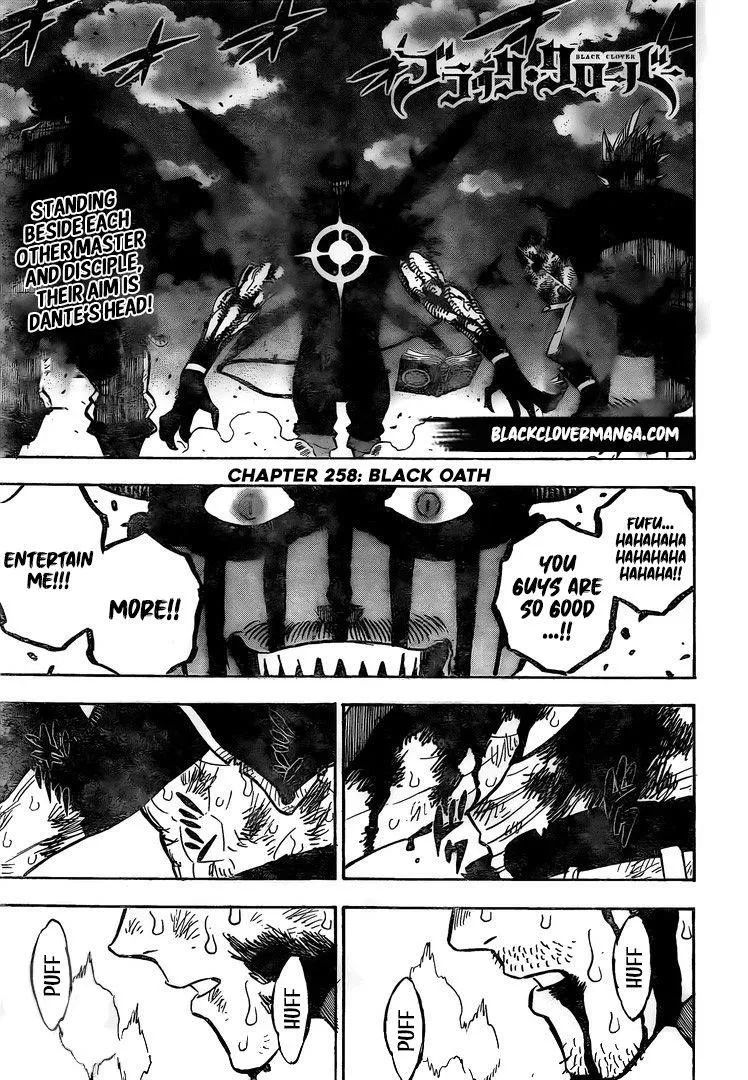 BLACK CLOVER
ブラック・クローバー
STANDING
BESIDE EACH
OTHER MASTER
AND DISCIPLE,
THEIR AIM IS
DANTE'S HEAD!
BLACKCLOVERMANGA.COM
CHAPTER 258: BLACK OATH
FUFU...
HAHAHAHA
HAHAHAHA
HAHAHA!!
YOU
GUYS ARE
SO GOOD
...!!
MORE!!
ENTERTAIN
ME!!!
HUFF
PUFF
HUFF
PUFF